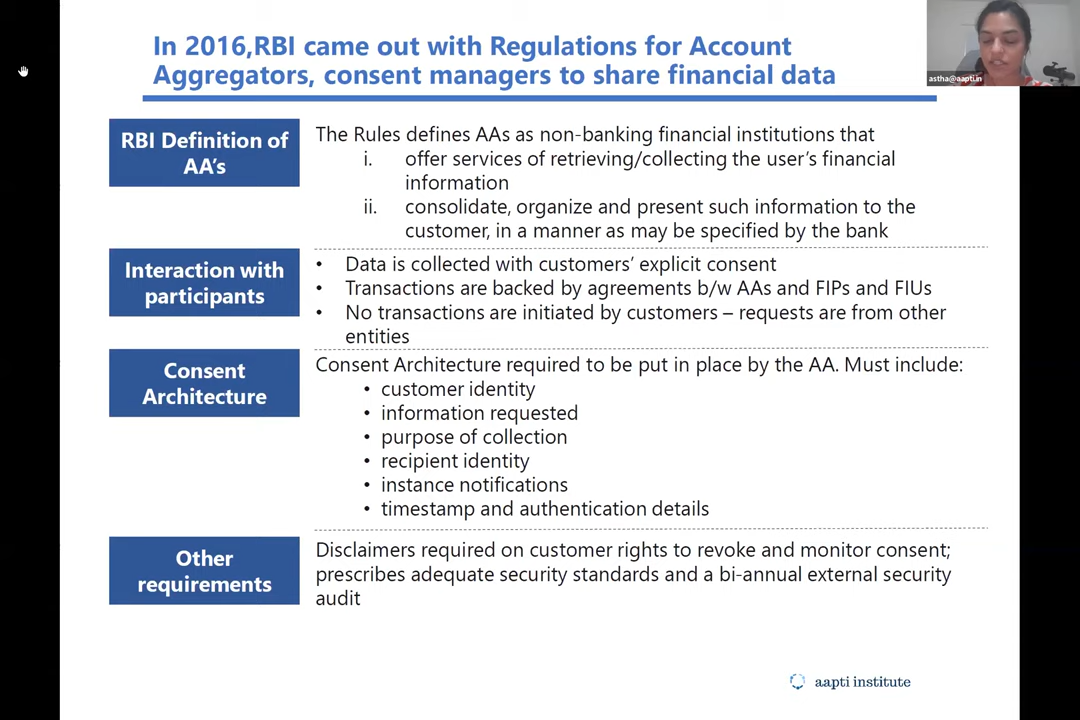 In 2016,RBI came out with Regulations for Account
Aggregators, consent managers to share financial data
astha@aapti.in
RBI Definition of
AA's
The Rules defines AAs as non-banking financial institutions that
i. offer services of retrieving/collecting the user's financial
information
ii. consolidate, organize and present such information to the
customer, in a manner as may be specified by the bank
Interaction with
participants
• Data is collected with customers' explicit consent
• Transactions are backed by agreements b/w AAs and FIPs and FIUs
• No transactions are initiated by customers – requests are from other
entities
Consent
Architecture
Consent Architecture required to be put in place by the AA. Must include:
• customer identity
• information requested
• purpose of collection
• recipient identity
• instance notifications
• timestamp and authentication details
Other
requirements
Disclaimers required on customer rights to revoke and monitor consent;
prescribes adequate security standards and a bi-annual external security
audit
aapti institute